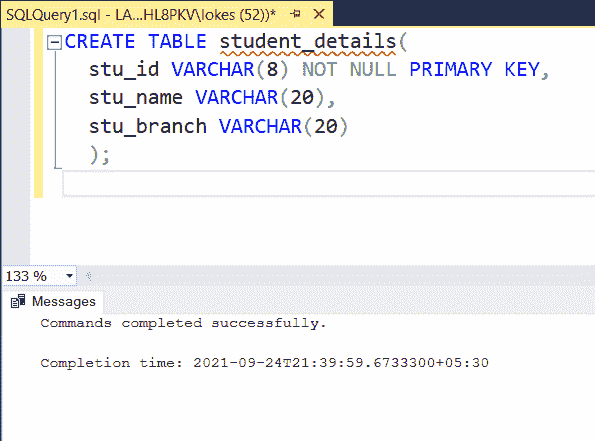 SQLQuery1.sql - LA...HL8PKV\lokes (52))*
CREATE TABLE student_details(
stu_id VARCHAR(8) NOT NULL PRIMARY KEY,
stu_name VARCHAR(20),
stu_branch VARCHAR(20)
);
133 %
Messages
Commands completed successfully.
Completion time: 2021-09-24T21:39:59.6733300+05:30